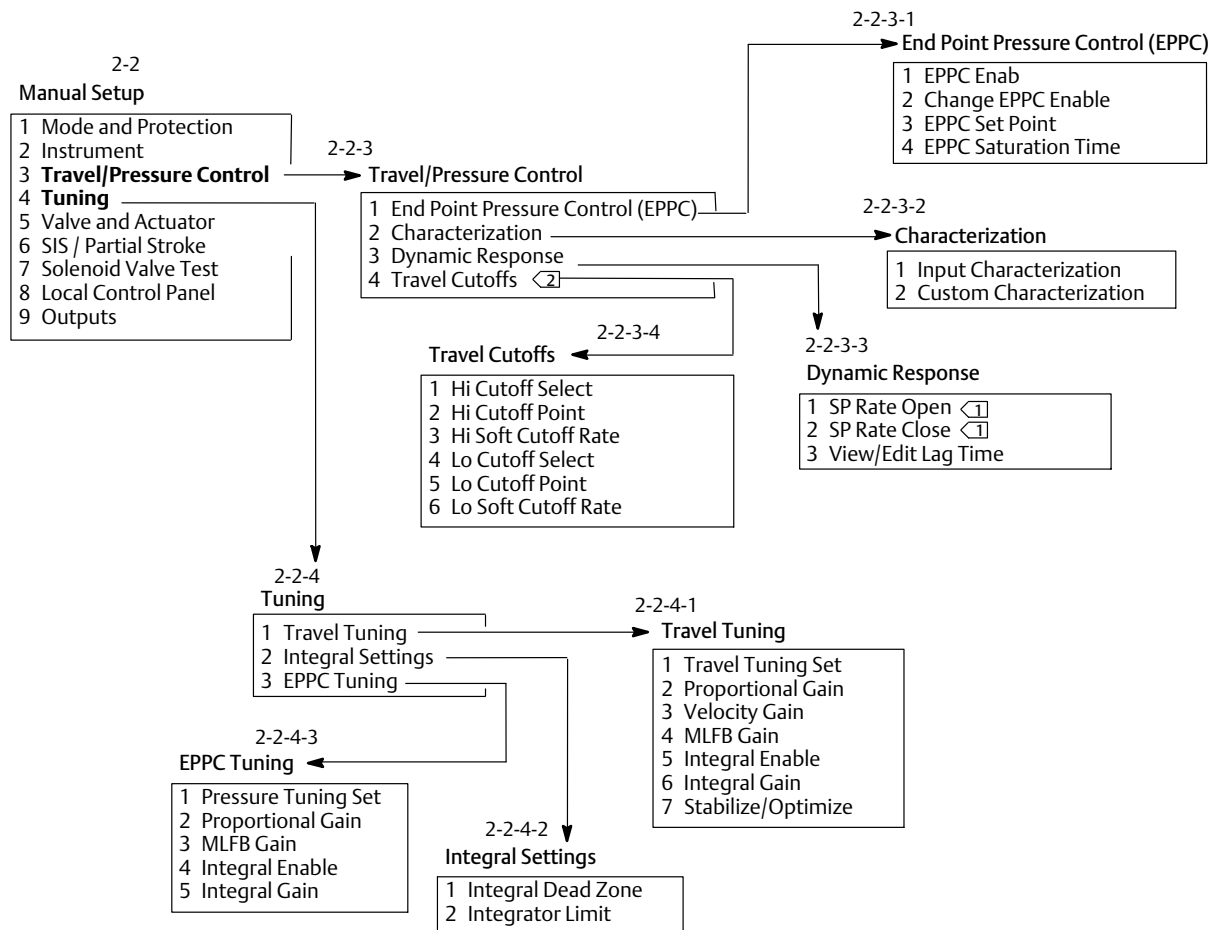 2-2
Manual Setup
1 Mode and Protection
2 Instrument
3 Travel/Pressure Control
4 Tuning
5 Valve and Actuator
6 SIS / Partial Stroke
7 Solenoid Valve Test
8 Local Control Panel
9 Outputs
2-2-3
Travel/Pressure Control
1 End Point Pressure Control (EPPC)
2 Characterization
3 Dynamic Response
4 Travel Cutoffs 2
2-2-3-1
End Point Pressure Control (EPPC)
1 EPPC Enab
2 Change EPPC Enable
3 EPPC Set Point
4 EPPC Saturation Time
2-2-3-2
Characterization
1 Input Characterization
2 Custom Characterization
2-2-3-3
Dynamic Response
1 SP Rate Open 1
2 SP Rate Close 1
3 View/Edit Lag Time
2-2-3-4
Travel Cutoffs
1 Hi Cutoff Select
2 Hi Cutoff Point
3 Hi Soft Cutoff Rate
4 Lo Cutoff Select
5 Lo Cutoff Point
6 Lo Soft Cutoff Rate
2-2-4
Tuning
1 Travel Tuning
2 Integral Settings
3 EPPC Tuning
2-2-4-1
Travel Tuning
1 Travel Tuning Set
2 Proportional Gain
3 Velocity Gain
4 MLFB Gain
5 Integral Enable
6 Integral Gain
7 Stabilize/Optimize
2-2-4-3
EPPC Tuning
1 Pressure Tuning Set
2 Proportional Gain
3 MLFB Gain
4 Integral Enable
5 Integral Gain
2-2-4-2
Integral Settings
1 Integral Dead Zone
2 Integrator Limit